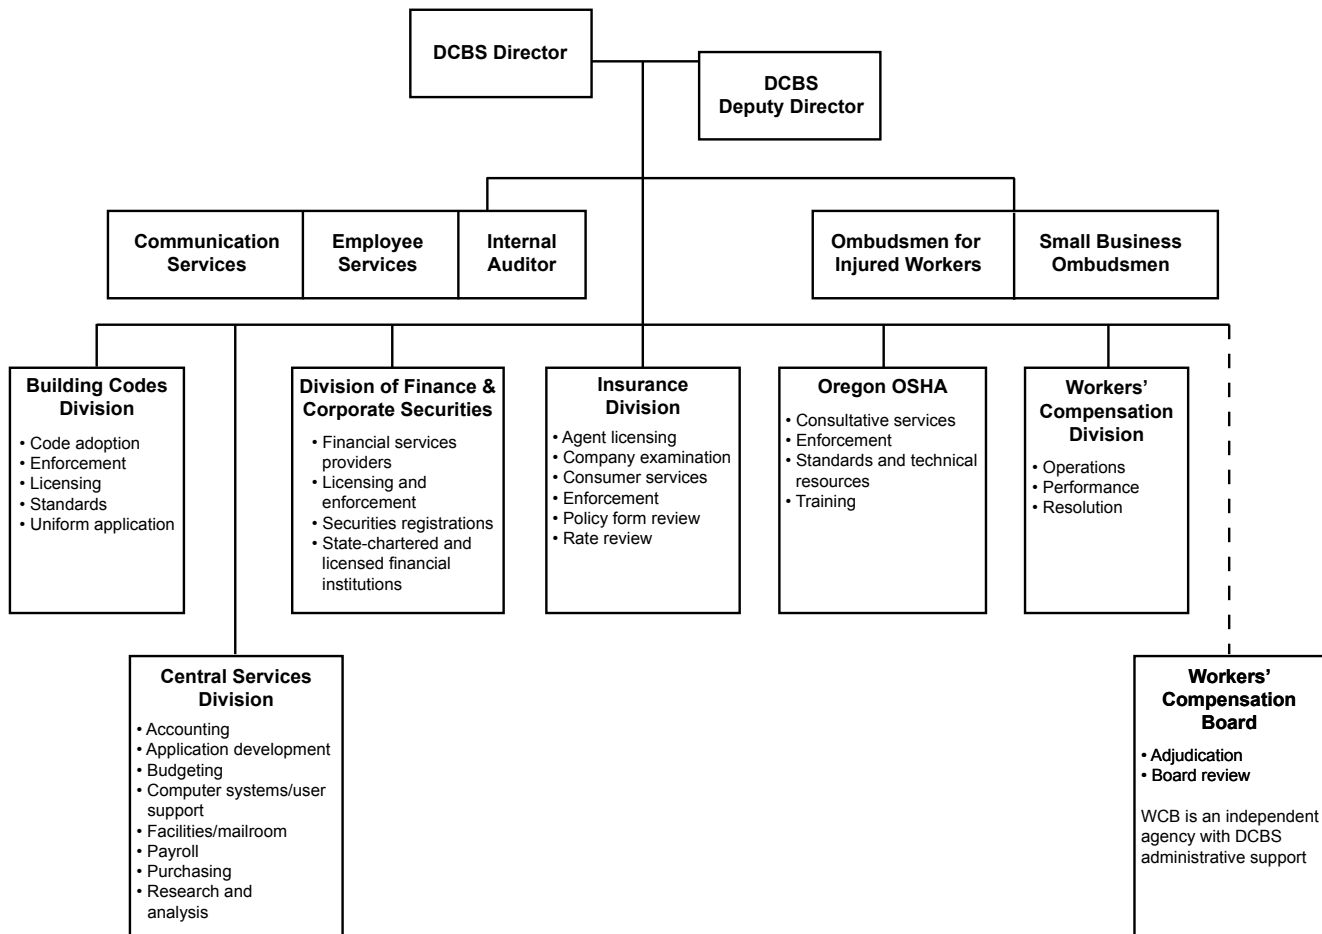 DCBS Director
DCBS
Deputy Director
Communication
Services
Employee
Services
Internal
Auditor
Ombudsmen for
Injured Workers
Small Business
Ombudsmen
Building Codes
Division
• Code adoption
• Enforcement
• Licensing
• Standards
• Uniform application
Division of Finance &
Corporate Securities
• Financial services
providers
• Licensing and
enforcement
• Securities registrations
• State-chartered and
licensed financial
institutions
Insurance
Division
• Agent licensing
• Company examination
• Consumer services
• Enforcement
• Policy form review
• Rate review
Oregon OSHA
• Consultative services
• Enforcement
• Standards and technical
resources
• Training
Workers’
Compensation
Division
• Operations
• Performance
• Resolution
Central Services
Division
• Accounting
• Application development
• Budgeting
• Computer systems/user
support
• Facilities/mailroom
• Payroll
• Purchasing
• Research and
analysis
Workers’
Compensation
Board
• Adjudication
• Board review
WCB is an independent
agency with DCBS
administrative support